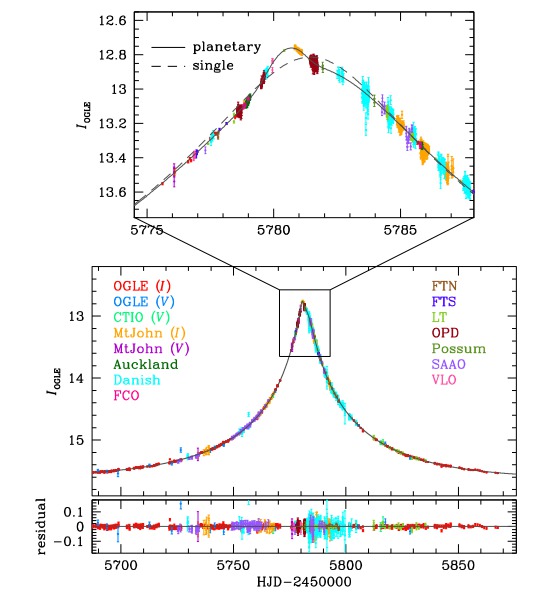 12.6
12.8
13
13.2
13.4
13.6
I_OGLE
planetary
single
5775 5780 5785
13
14
15
I_OGLE
OGLE (I)
OGLE (V)
CTIO (V)
MtJohn (I)
MtJohn (V)
Auckland
Danish
FCO
FTN
FTS
LT
OPD
Possum
SAAO
VLO
residual
0.1
0
−0.1
5700 5750 5800 5850
HJD−2450000